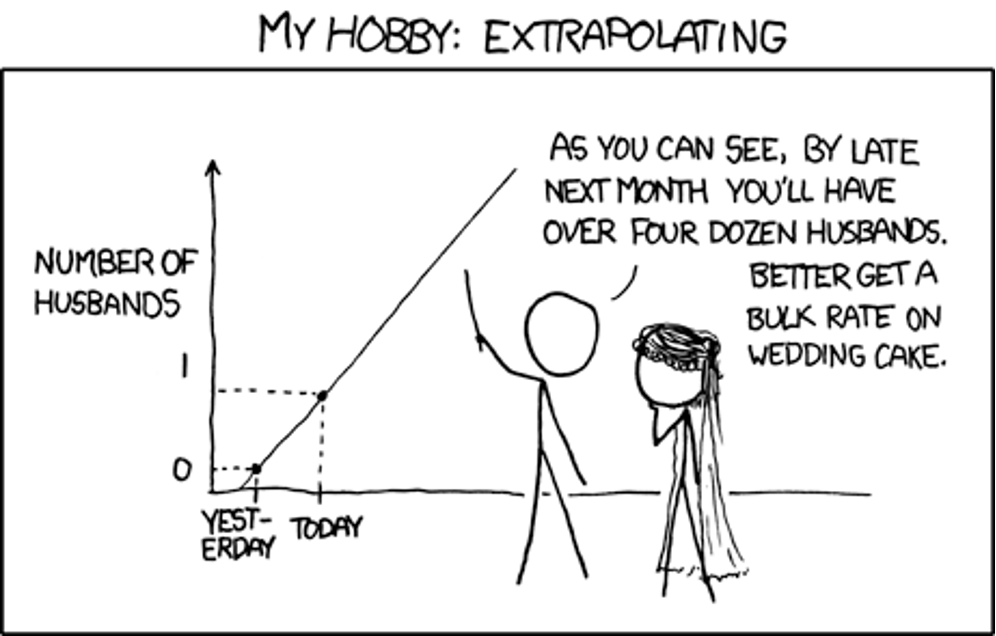 MY HOBBY: EXTRAPOLATING
AS YOU CAN SEE, BY LATE
NEXT MONTH YOU'LL HAVE
OVER FOUR DOZEN HUSBANDS.
BETTER GET A
BULK RATE ON
WEDDING CAKE.
NUMBER OF
HUSBANDS
1
0
YEST-
ERDAY
TODAY